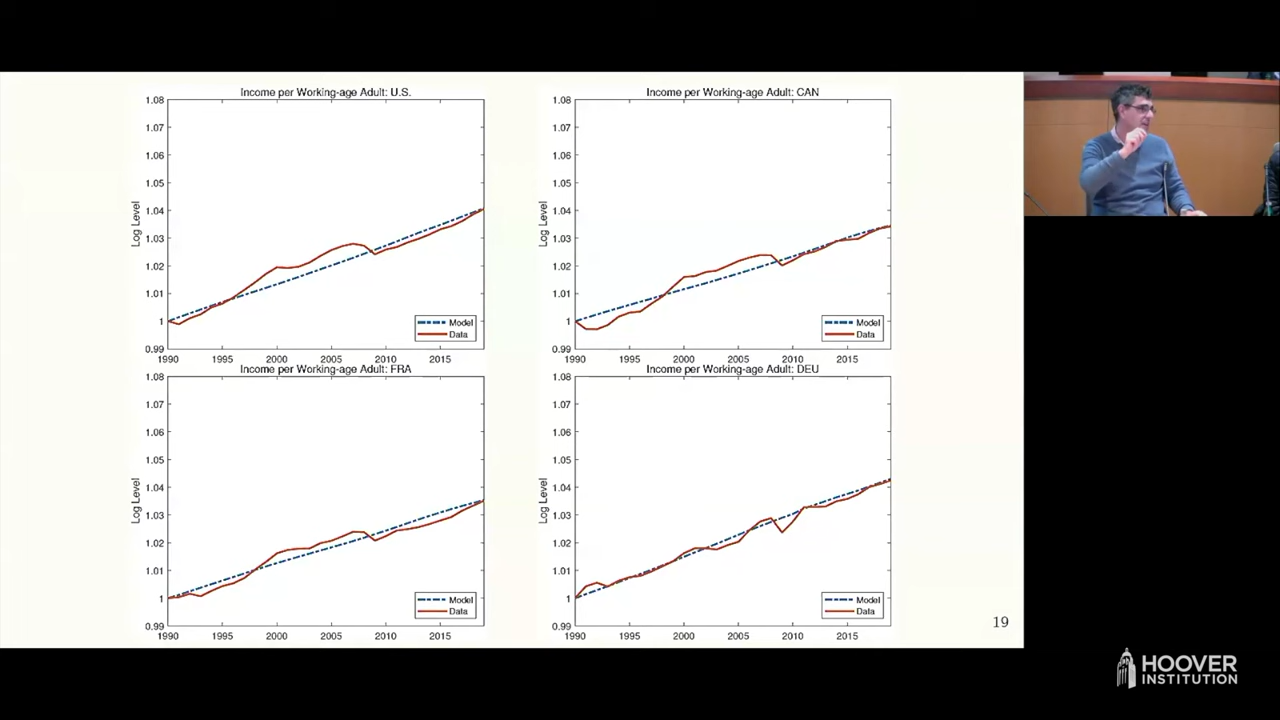 Income per Working-age Adult: U.S.
1.08
1.07
1.06
1.05
1.04
1.03
1.02
1.01
1
0.99
Log Level
1990 1995 2000 2005 2010 2015
Model
Data
Income per Working-age Adult: CAN
1.08
1.07
1.06
1.05
1.04
1.03
1.02
1.01
1
0.99
Log Level
1990 1995 2000 2005 2010 2015
Model
Data
Income per Working-age Adult: FRA
1.08
1.07
1.06
1.05
1.04
1.03
1.02
1.01
1
0.99
Log Level
1990 1995 2000 2005 2010 2015
Model
Data
Income per Working-age Adult: DEU
1.08
1.07
1.06
1.05
1.04
1.03
1.02
1.01
1
0.99
Log Level
1990 1995 2000 2005 2010 2015
Model
Data
19
HOOVER
INSTITUTION